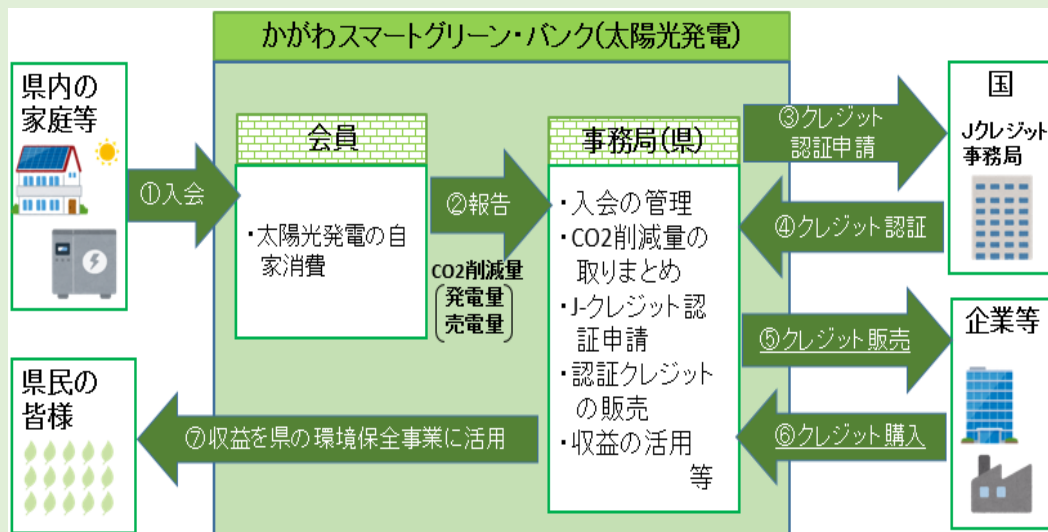 かがわスマートグリーン・バンク(太陽光発電)
県内の
家庭等
①入会
会員
・太陽光発電の自
家消費
②報告
CO2削減量
発電量
売電量
事務局(県)
・入会の管理
・CO2削減量の
取りまとめ
・J-クレジット認
証申請
・認証クレジット
の販売
・収益の活用
等
③クレジット
認証申請
④クレジット認証
国
Jクレジット
事務局
⑤クレジット販売
⑥クレジット購入
企業等
⑦収益を県の環境保全事業に活用
県民の
皆様